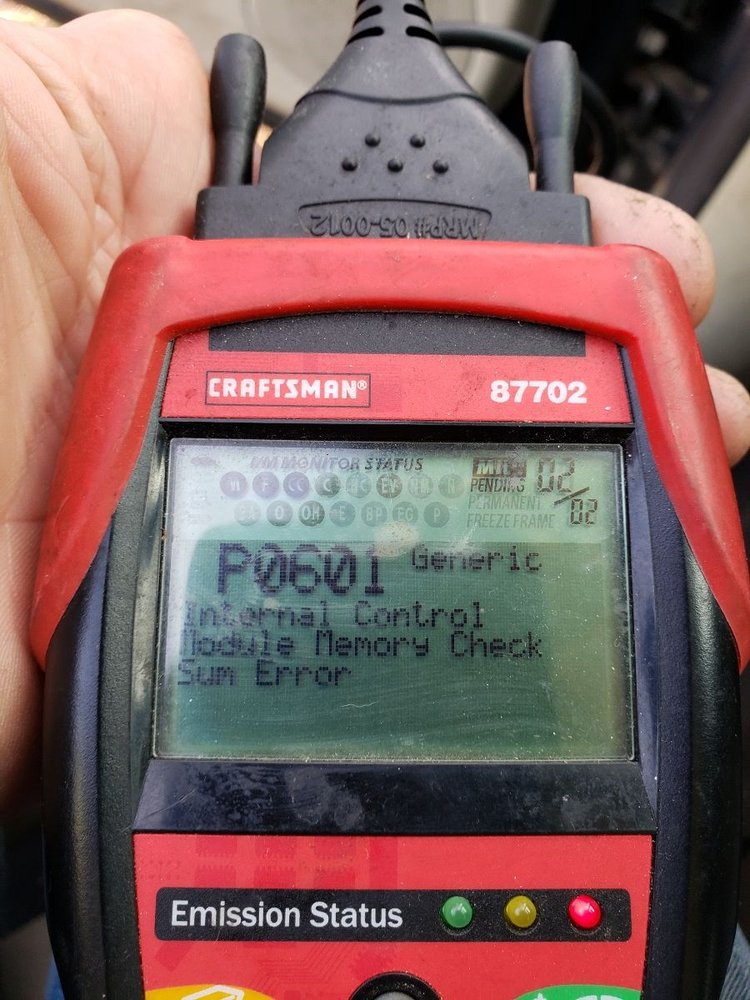 MRP# 05-0012
CRAFTSMAN® 87702
I/M MONITOR STATUS
MIL 02
PENDING
PERMANENT
FREEZE FRAME 02
P0601 Generic
Internal Control
Module Memory Check
Sum Error
Emission Status